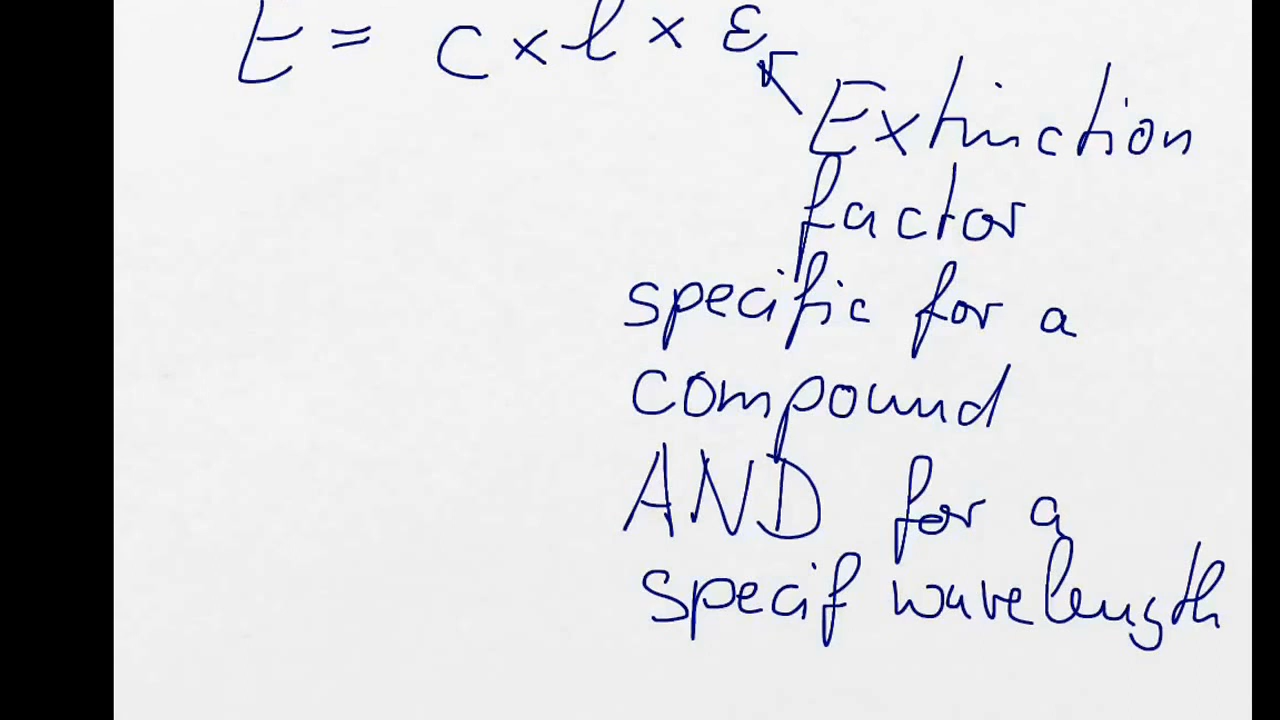 E = c × l × ε
Extinction
factor
specific for a
compound
AND for a
specif wavelength